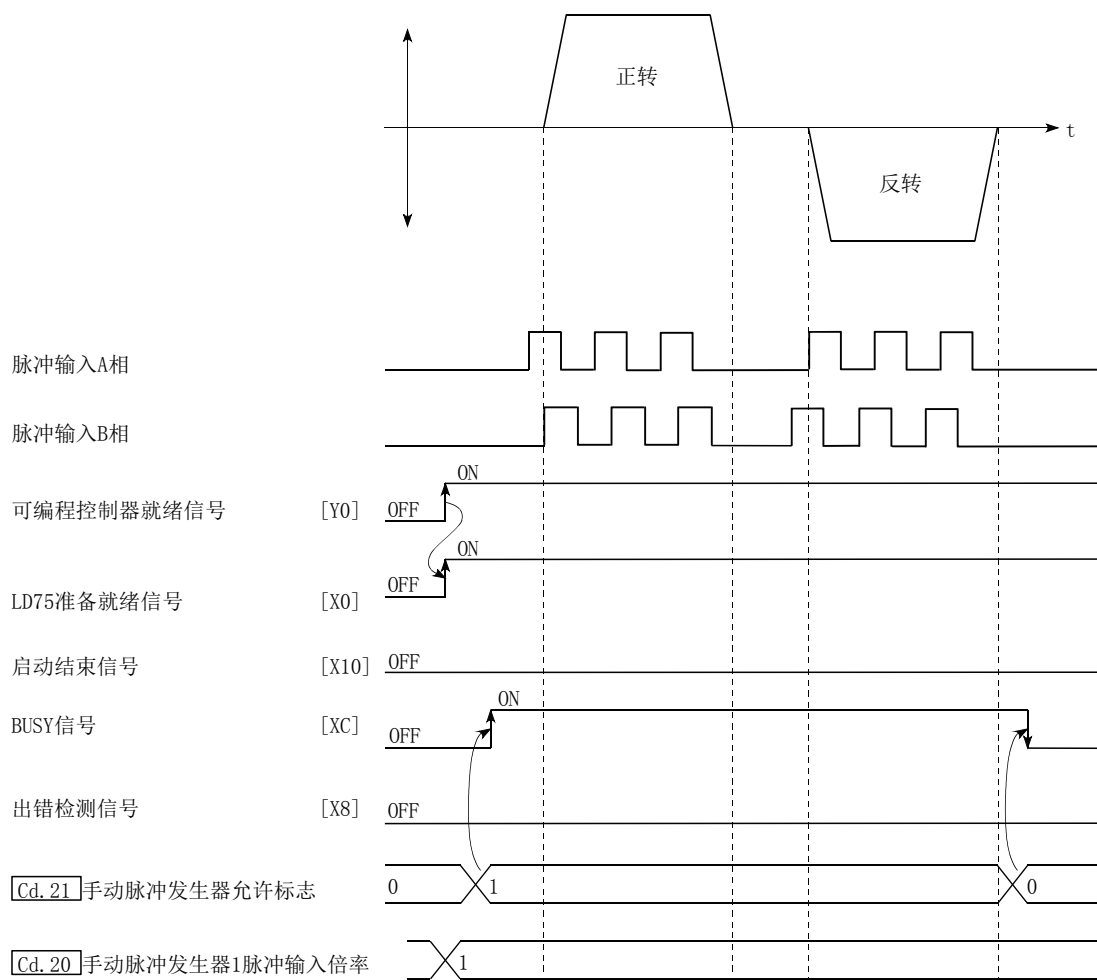 正转
t
反转
脉冲输入A相
脉冲输入B相
ON
可编程控制器就绪信号 [Y0] OFF
ON
LD75准备就绪信号 [X0] OFF
启动结束信号 [X10] OFF
ON
BUSY信号 [XC] OFF
出错检测信号 [X8] OFF
Cd.21 手动脉冲发生器允许标志 0 1 0
Cd.20 手动脉冲发生器1脉冲输入倍率 1